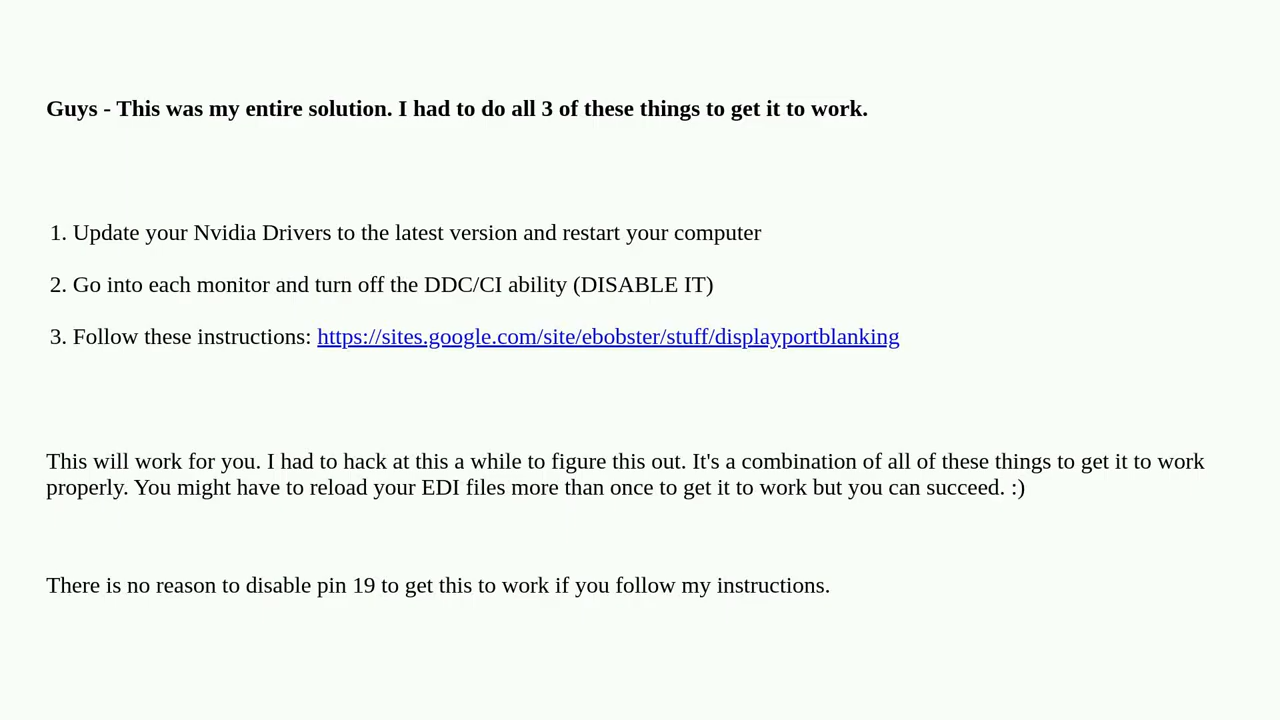 Guys - This was my entire solution. I had to do all 3 of these things to get it to work.
1. Update your Nvidia Drivers to the latest version and restart your computer
2. Go into each monitor and turn off the DDC/CI ability (DISABLE IT)
3. Follow these instructions: https://sites.google.com/site/ebobster/stuff/displayportblanking
This will work for you. I had to hack at this a while to figure this out. It's a combination of all of these things to get it to work
properly. You might have to reload your EDI files more than once to get it to work but you can succeed. :)
There is no reason to disable pin 19 to get this to work if you follow my instructions.